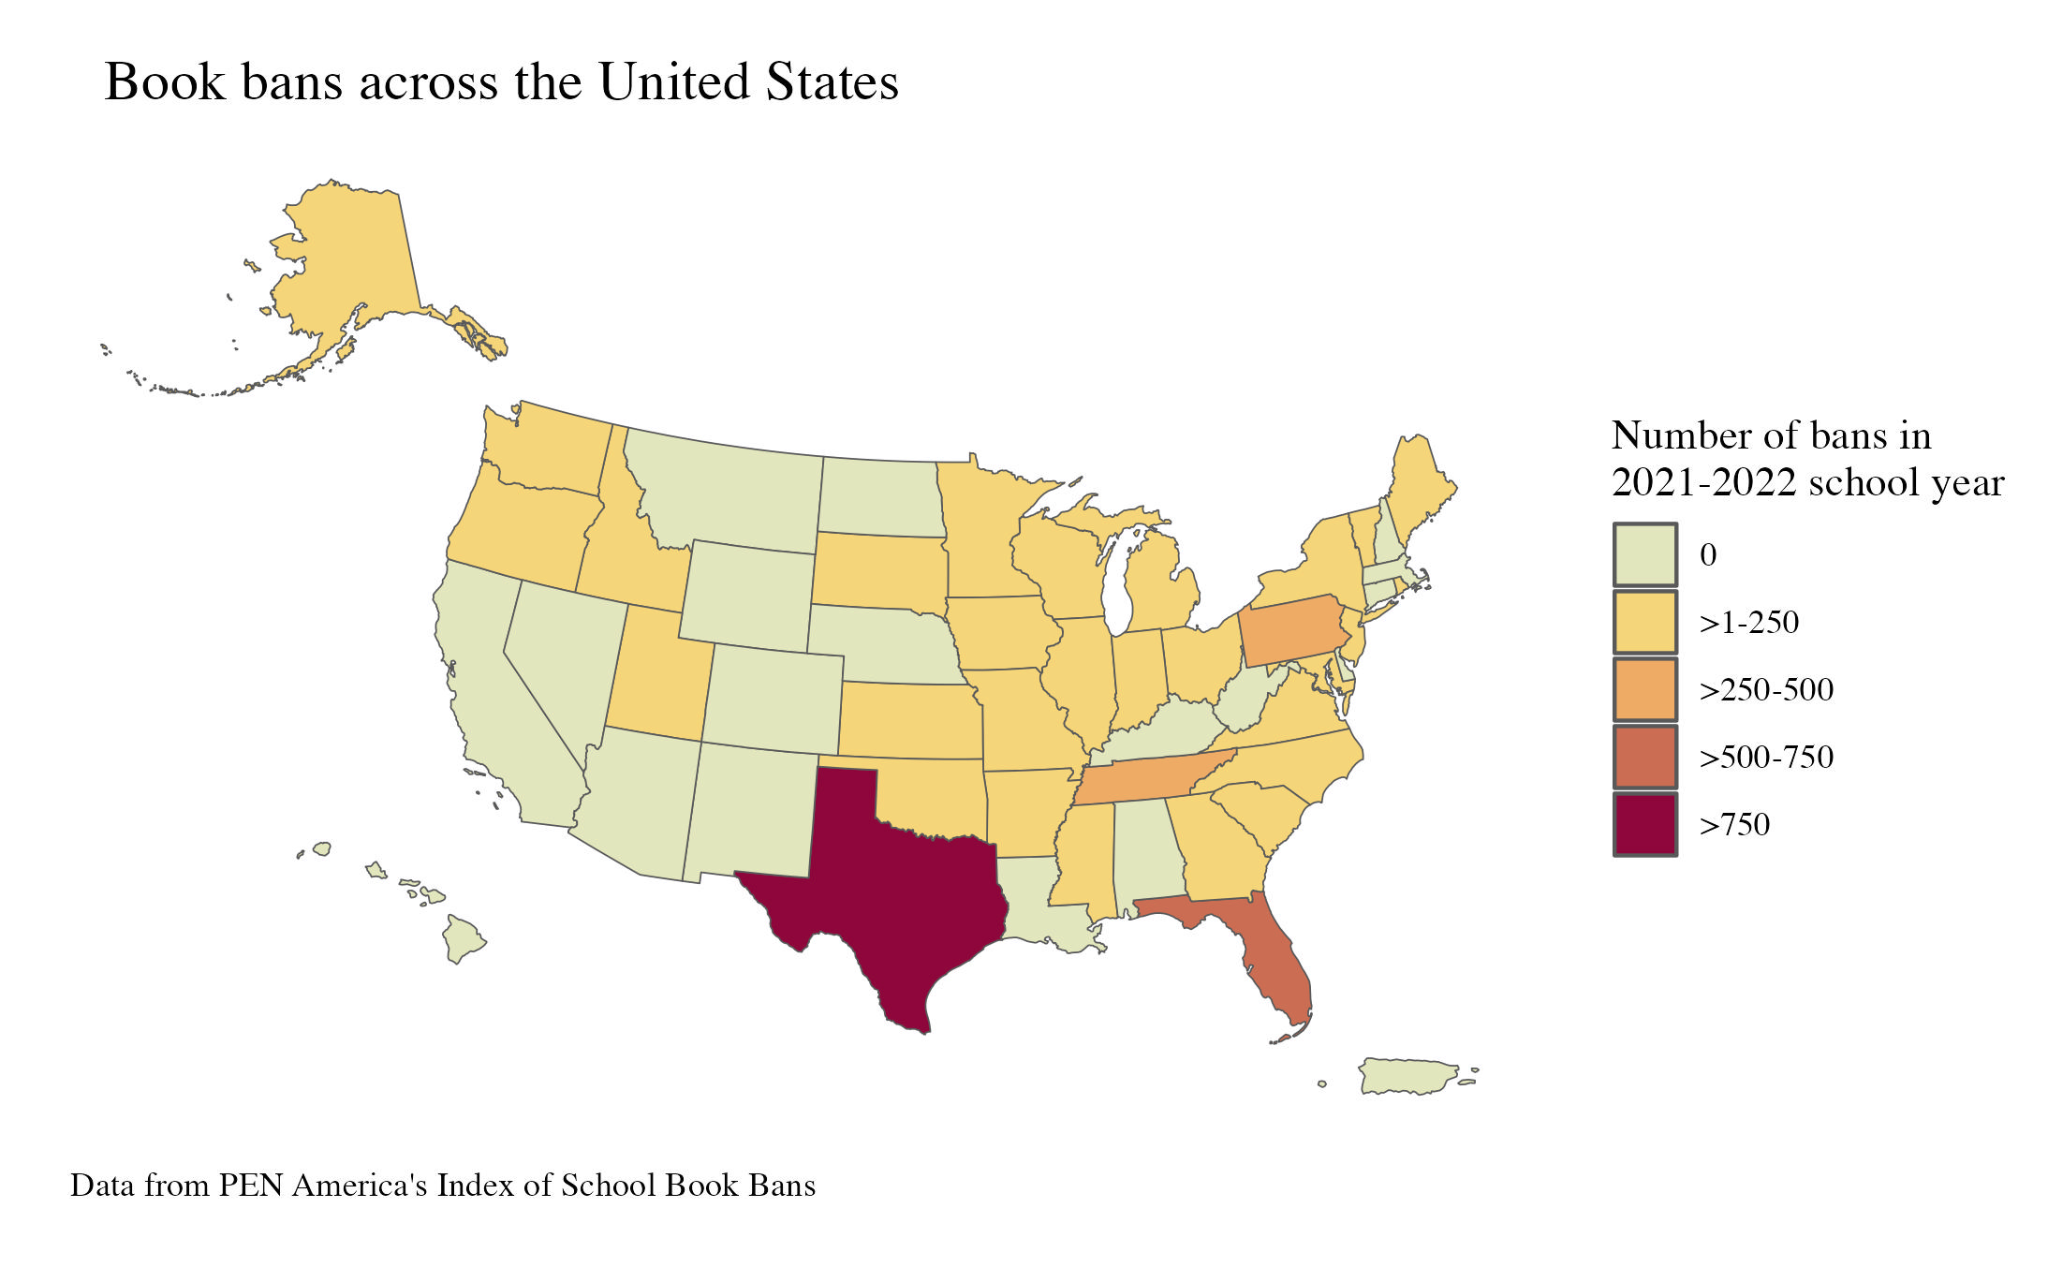 Book bans across the United States
Number of bans in
2021-2022 school year
0
>1-250
>250-500
>500-750
>750
Data from PEN America's Index of School Book Bans